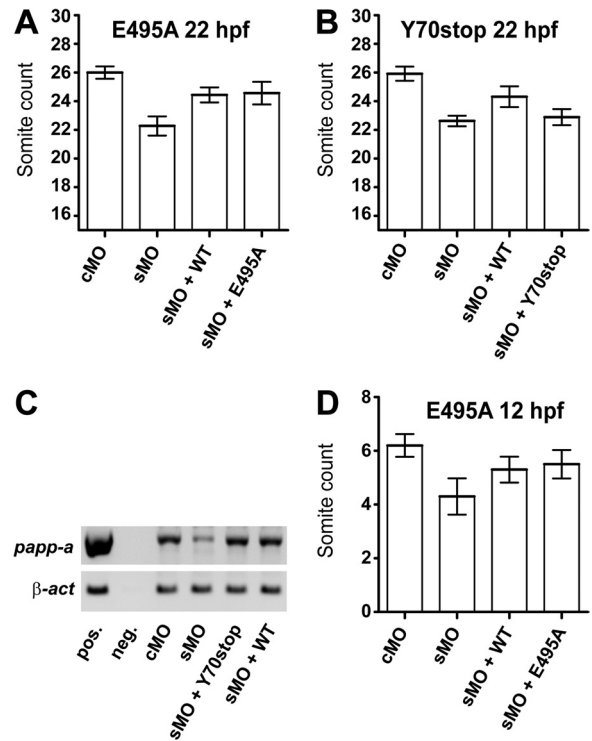 A
E495A 22 hpf
Somite count
30
28
26
24
22
20
18
16
cMO
sMO
sMO + WT
sMO + E495A
B
Y70stop 22 hpf
Somite count
30
28
26
24
22
20
18
16
cMO
sMO
sMO + WT
sMO + Y70stop
C
papp-a
β-act
pos.
neg.
cMO
sMO
sMO + Y70stop
sMO + WT
D
E495A 12 hpf
Somite count
8
6
4
2
0
cMO
sMO
sMO + WT
sMO + E495A